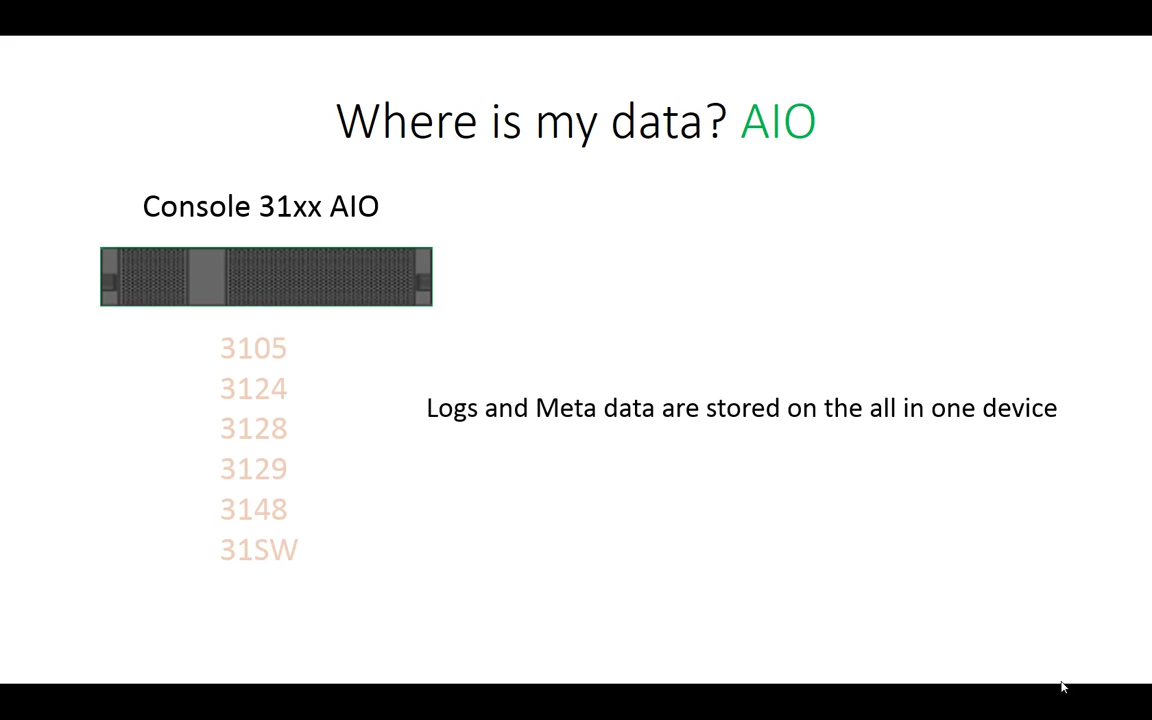 Where is my data? AIO
Console 31xx AIO
3105
3124
3128
3129
3148
31SW
Logs and Meta data are stored on the all in one device